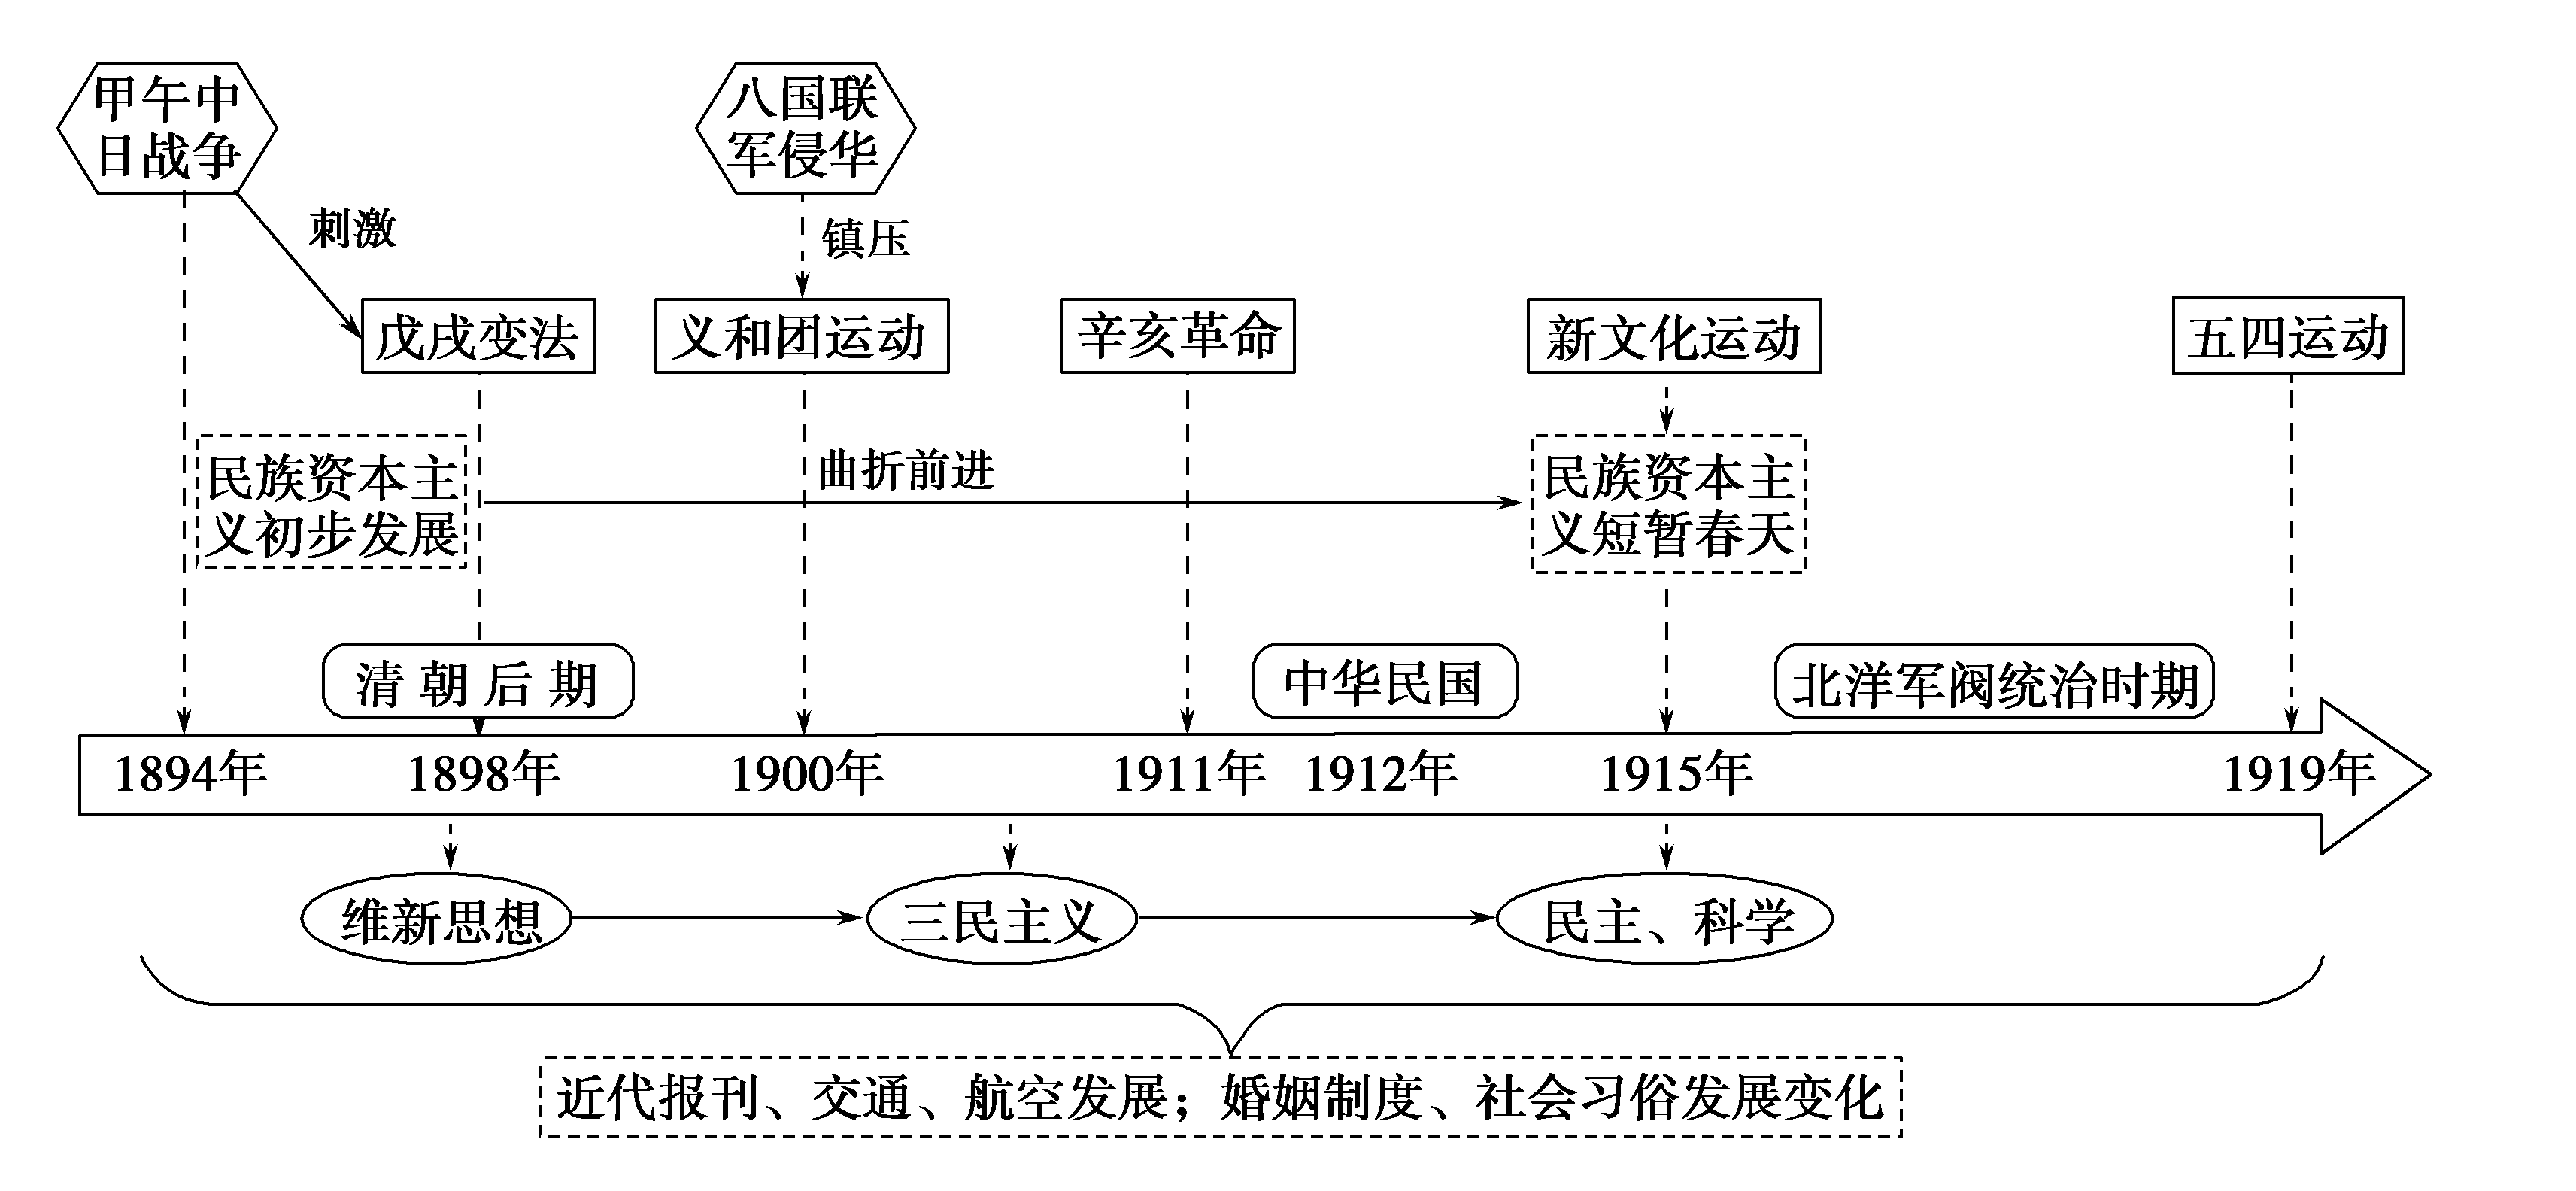 甲午中
日战争
八国联
军侵华
刺激
镇压
戊戌变法
义和团运动
辛亥革命
新文化运动
五四运动
民族资本主
义初步发展
曲折前进
民族资本主
义短暂春天
清朝后期
中华民国
北洋军阀统治时期
1894年
1898年
1900年
1911年
1912年
1915年
1919年
维新思想
三民主义
民主、科学
近代报刊、交通、航空发展；婚姻制度、社会习俗发展变化